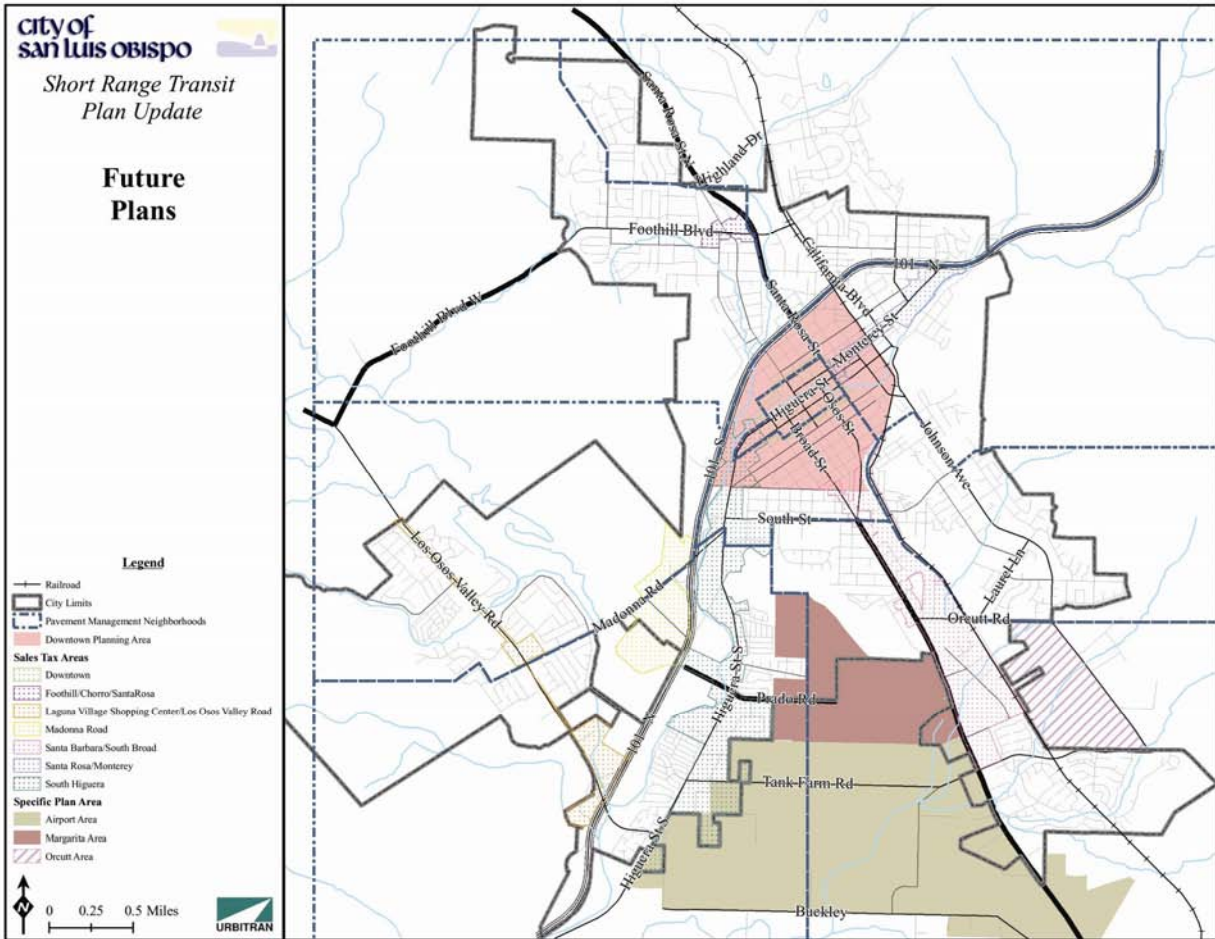 city of
san luis obispo
Short Range Transit
Plan Update
Future
Plans
Legend
Railroad
City Limits
Pavement Management Neighborhoods
Downtown Planning Area
Sales Tax Areas
Downtown
Foothill/Chorro/SantaRosa
Laguna Village Shopping Center/Los Osos Valley Road
Madonna Road
Santa Barbara/South Broad
Santa Rosa/Monterey
South Higuera
Specific Plan Area
Airport Area
Margarita Area
Orcutt Area
N
0 0.25 0.5 Miles
URBITRAN
Santa Rosa St N
Highland Dr
Foothill Blvd
California Blvd
101 N
Foothill Blvd W
Santa Rosa St
Monterey St
Higuera St
Osos St
Broad St
101 S
Johnson Ave
South St
Los Osos Valley Rd
Madonna Rd
Laurel Ln
Orcutt Rd
Higuera St S
Prado Rd
101 N
Tank Farm Rd
Higuera St S
Buckley